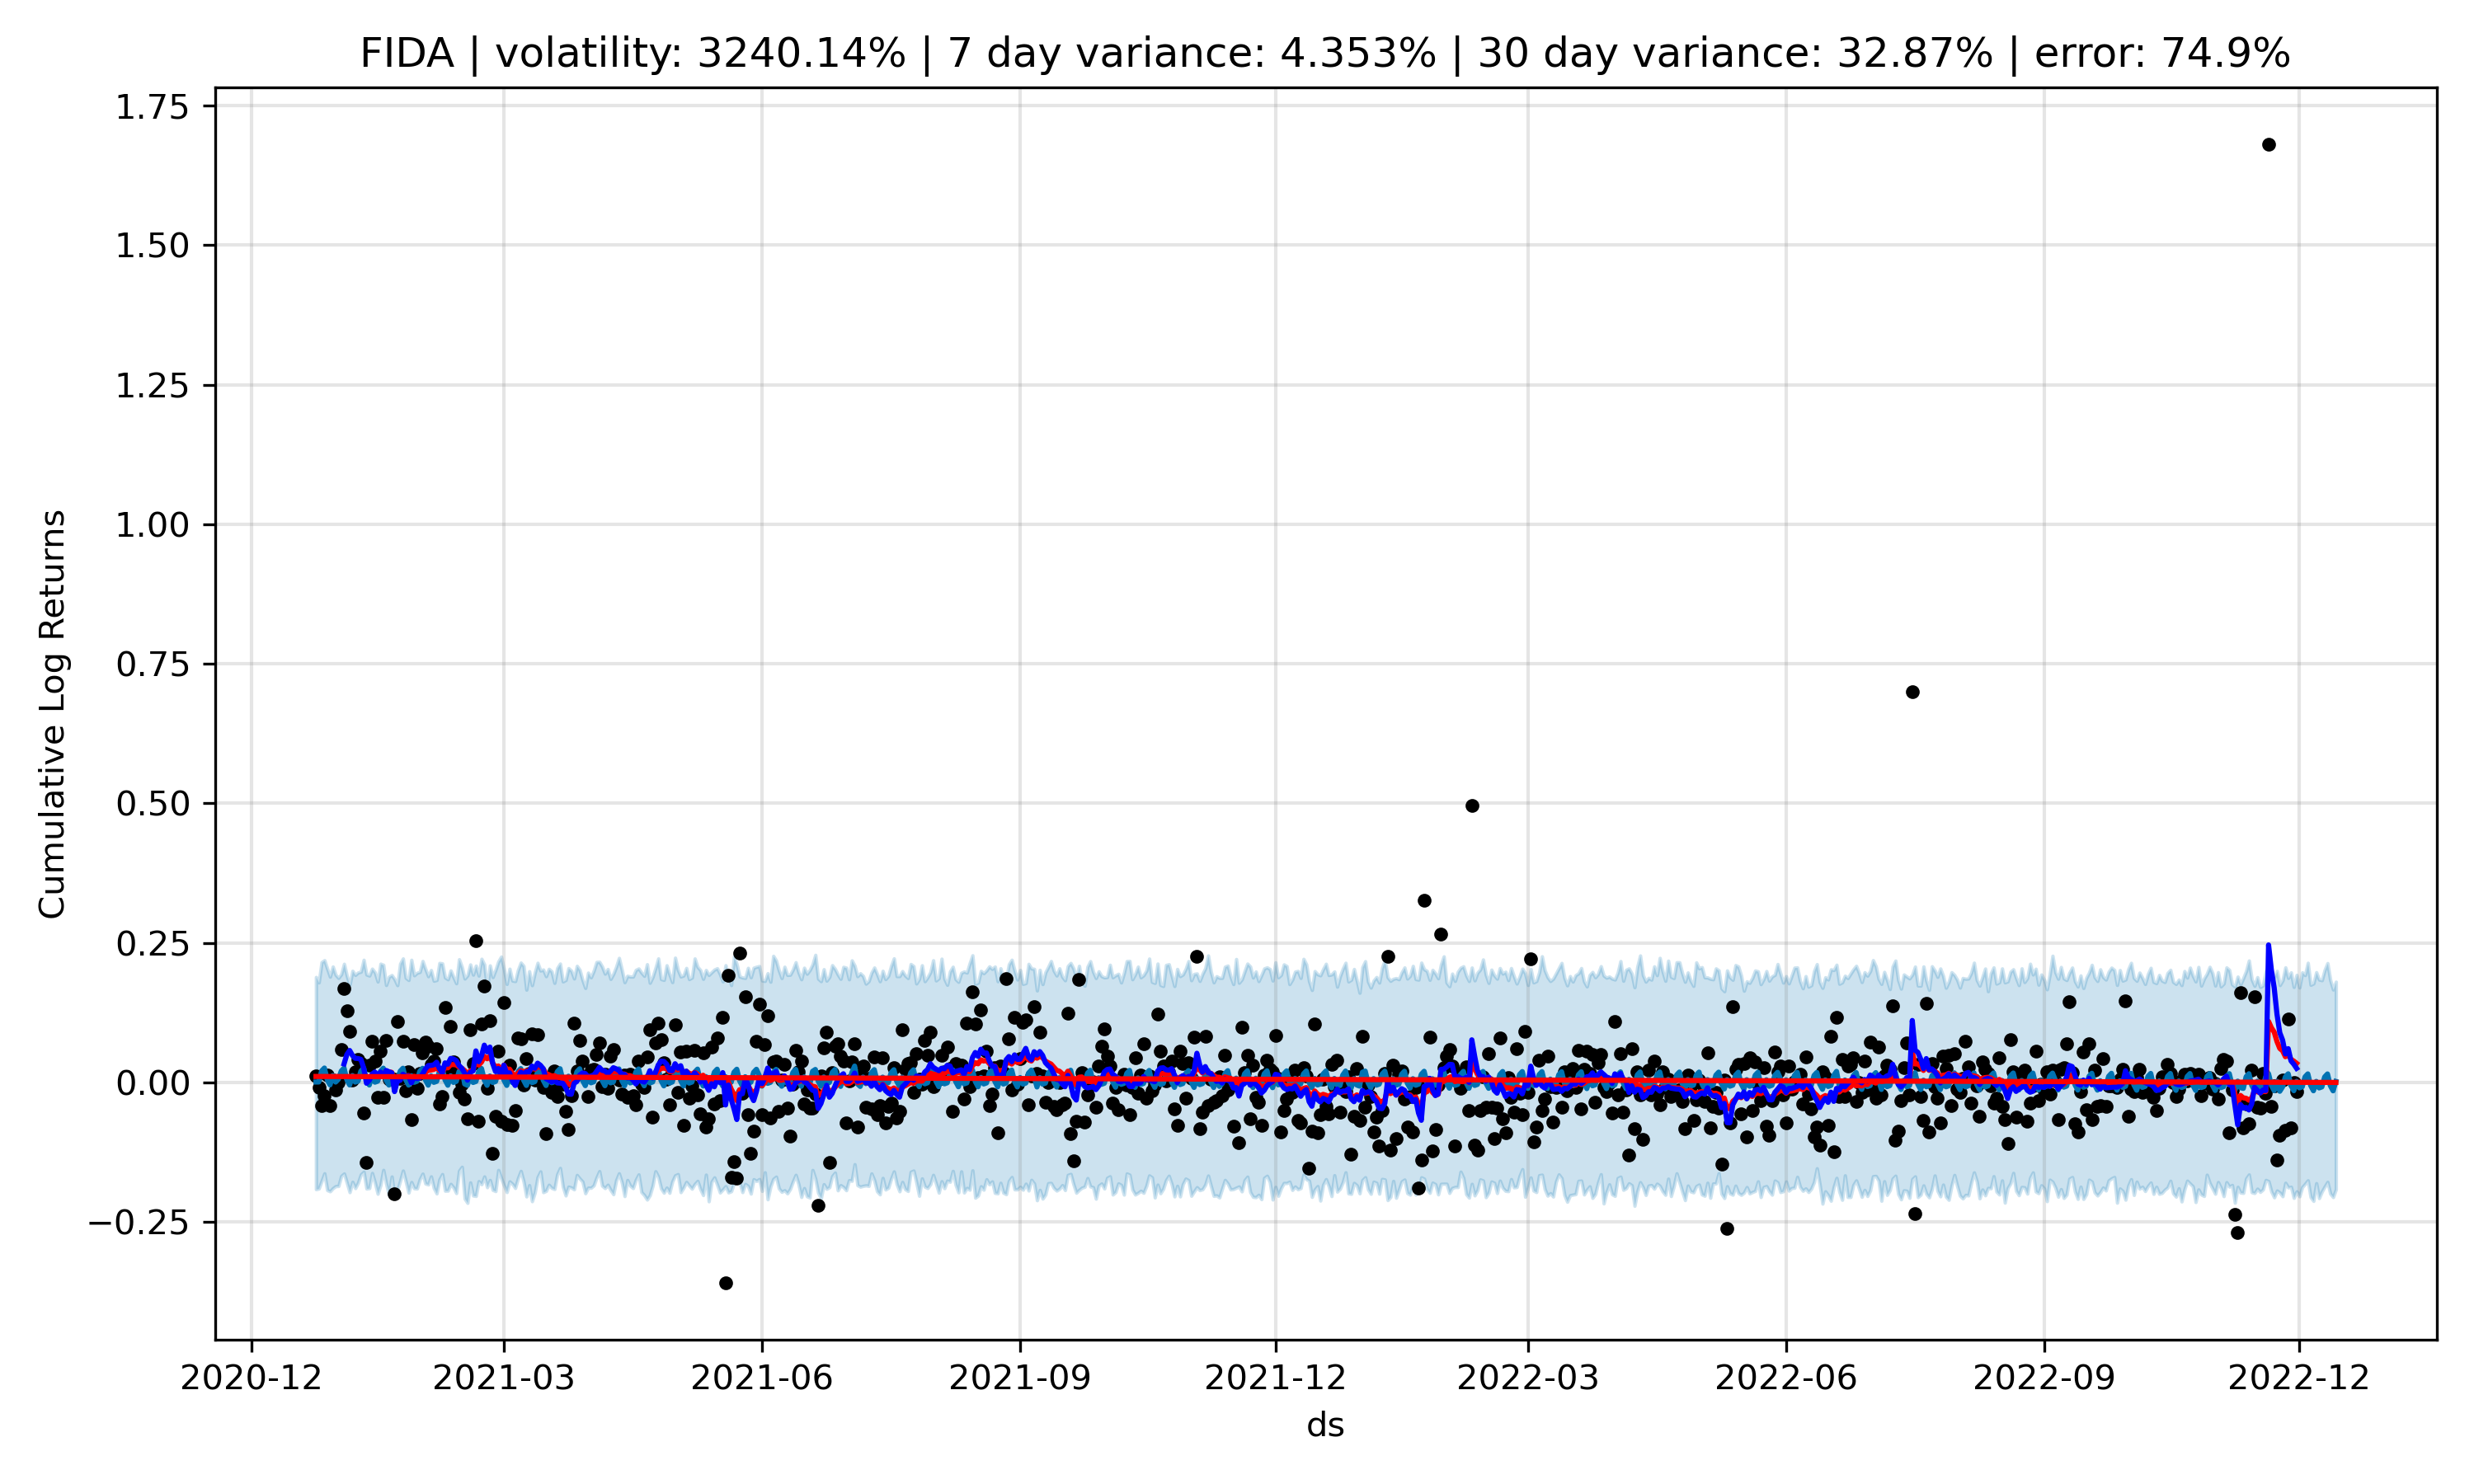 FIDA | volatility: 3240.14% | 7 day variance: 4.353% | 30 day variance: 32.87% | error: 74.9%
1.75
1.50
1.25
1.00
0.75
0.50
0.25
0.00
−0.25
Cumulative Log Returns
2020-12 2021-03 2021-06 2021-09 2021-12 2022-03 2022-06 2022-09 2022-12
ds